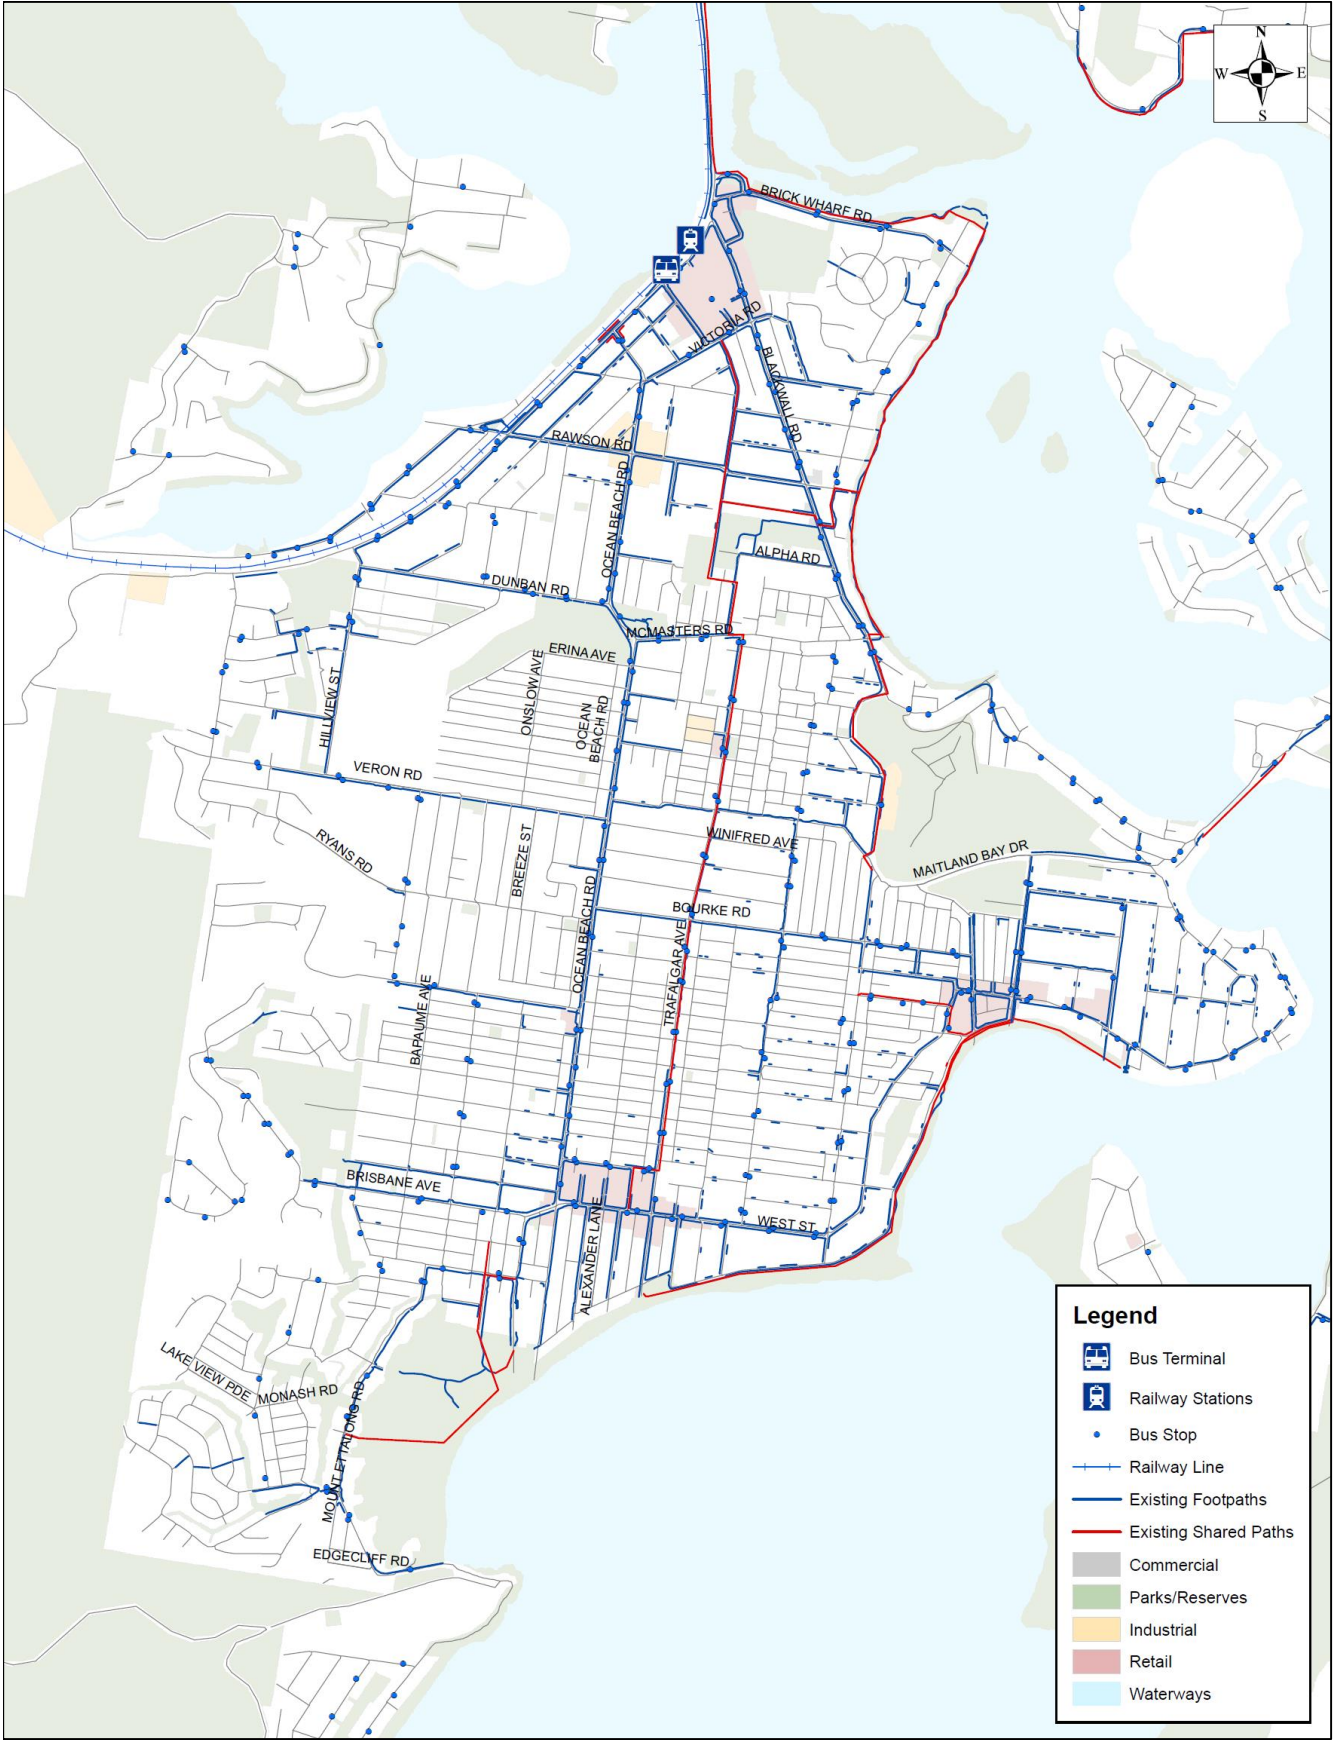 N
W E
S
BRICK WHARF RD
VICTORIA RD
BLACKWALL RD
RAWSON RD
OCEAN BEACH RD
ALPHA RD
DUNBAN RD
MCMASTERS RD
ERINA AVE
ONSLOW AVE
HILLVIEW ST
OCEAN
BEACH RD
VERON RD
RYANS RD
BREEZE ST
WINIFRED AVE
MAITLAND BAY DR
OCEAN BEACH RD
BOURKE RD
TRAFALGAR AVE
BAPAUME AVE
BRISBANE AVE
ALEXANDER LANE
WEST ST
LAKE VIEW PDE
MONASH RD
MOUNT ETTALONG RD
EDGECLIFF RD
Legend
Bus Terminal
Railway Stations
Bus Stop
Railway Line
Existing Footpaths
Existing Shared Paths
Commercial
Parks/Reserves
Industrial
Retail
Waterways